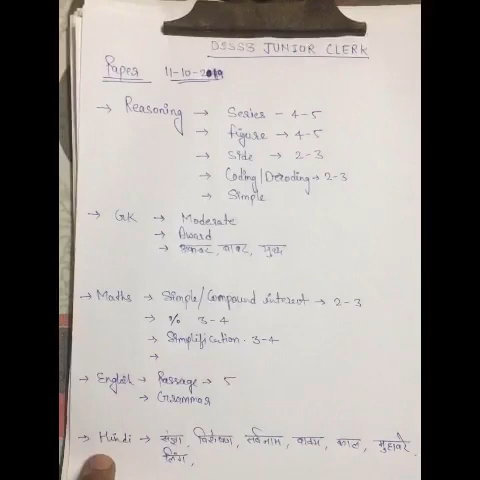 DSSSB JUNIOR CLERK
Paper 11-10-2019
→ Reasoning → Series - 4-5
→ figure → 4-5
→ Side → 2-3
→ Coding/Decoding → 2-3
→ Simple
→ GK → Moderate
→ Award
→ अकबर, बाबर,
→ Maths → Simple/Compound interest → 2-3
→ % 3-4
→ Simplification. 3-4
→
→ English → Passage → 5
→ Grammar
→ Hindi → संज्ञा, विशेषण, सर्वनाम, वाक्य, काल, मुहावरे,
लिंग,